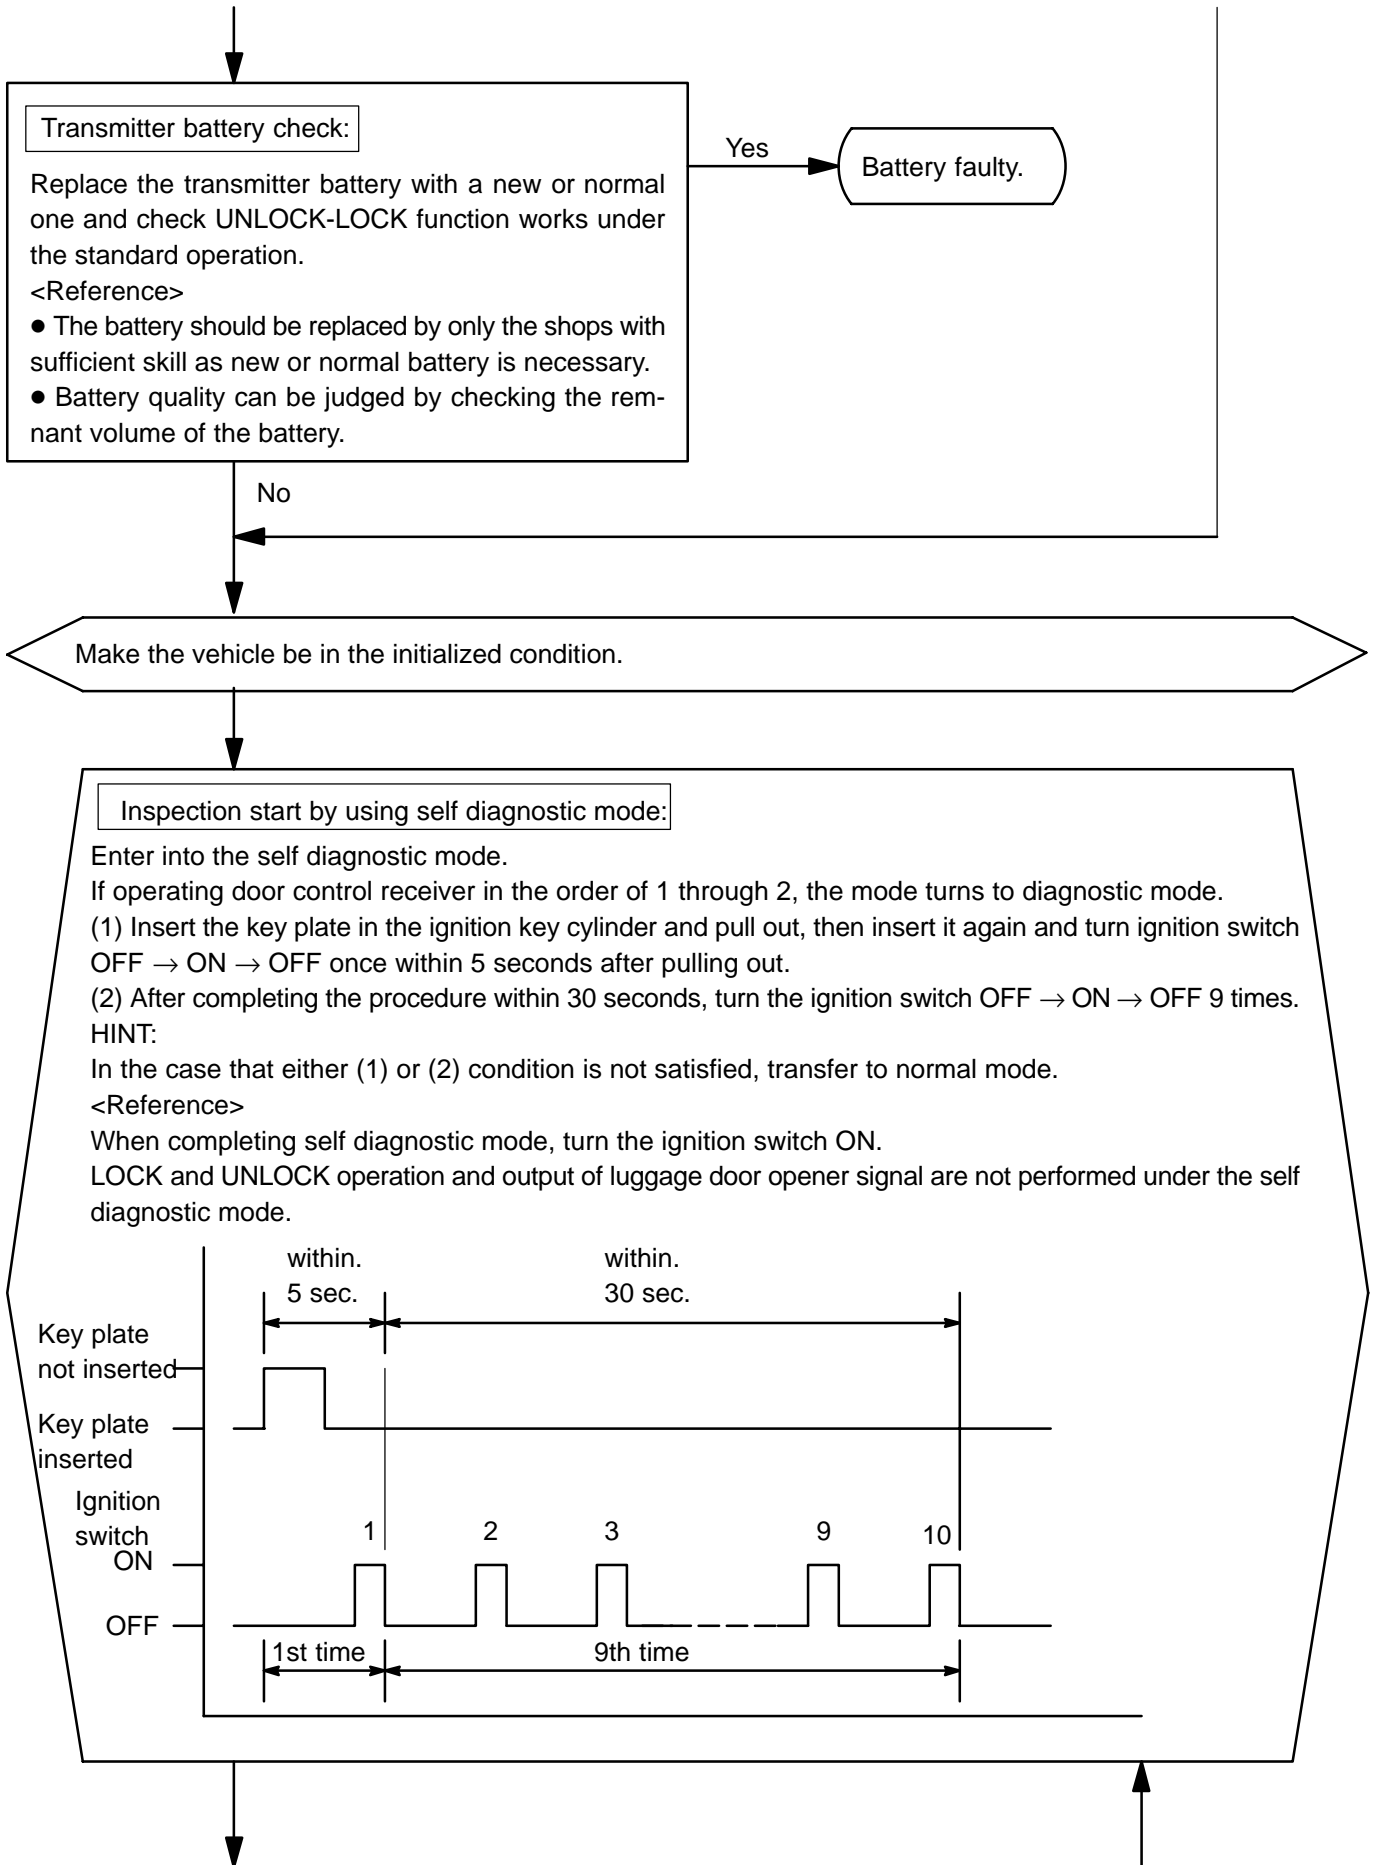 Transmitter battery check:
Replace the transmitter battery with a new or normal
one and check UNLOCK-LOCK function works under
the standard operation.
<Reference>
● The battery should be replaced by only the shops with
sufficient skill as new or normal battery is necessary.
● Battery quality can be judged by checking the rem-
nant volume of the battery.
Yes
Battery faulty.
No
Make the vehicle be in the initialized condition.
Inspection start by using self diagnostic mode:
Enter into the self diagnostic mode.
If operating door control receiver in the order of 1 through 2, the mode turns to diagnostic mode.
(1) Insert the key plate in the ignition key cylinder and pull out, then insert it again and turn ignition switch
OFF → ON → OFF once within 5 seconds after pulling out.
(2) After completing the procedure within 30 seconds, turn the ignition switch OFF → ON → OFF 9 times.
HINT:
In the case that either (1) or (2) condition is not satisfied, transfer to normal mode.
<Reference>
When completing self diagnostic mode, turn the ignition switch ON.
LOCK and UNLOCK operation and output of luggage door opener signal are not performed under the self
diagnostic mode.
within.
5 sec.
within.
30 sec.
Key plate
not inserted
Key plate
inserted
Ignition
switch
ON
OFF
1 2 3 9 10
1st time
9th time